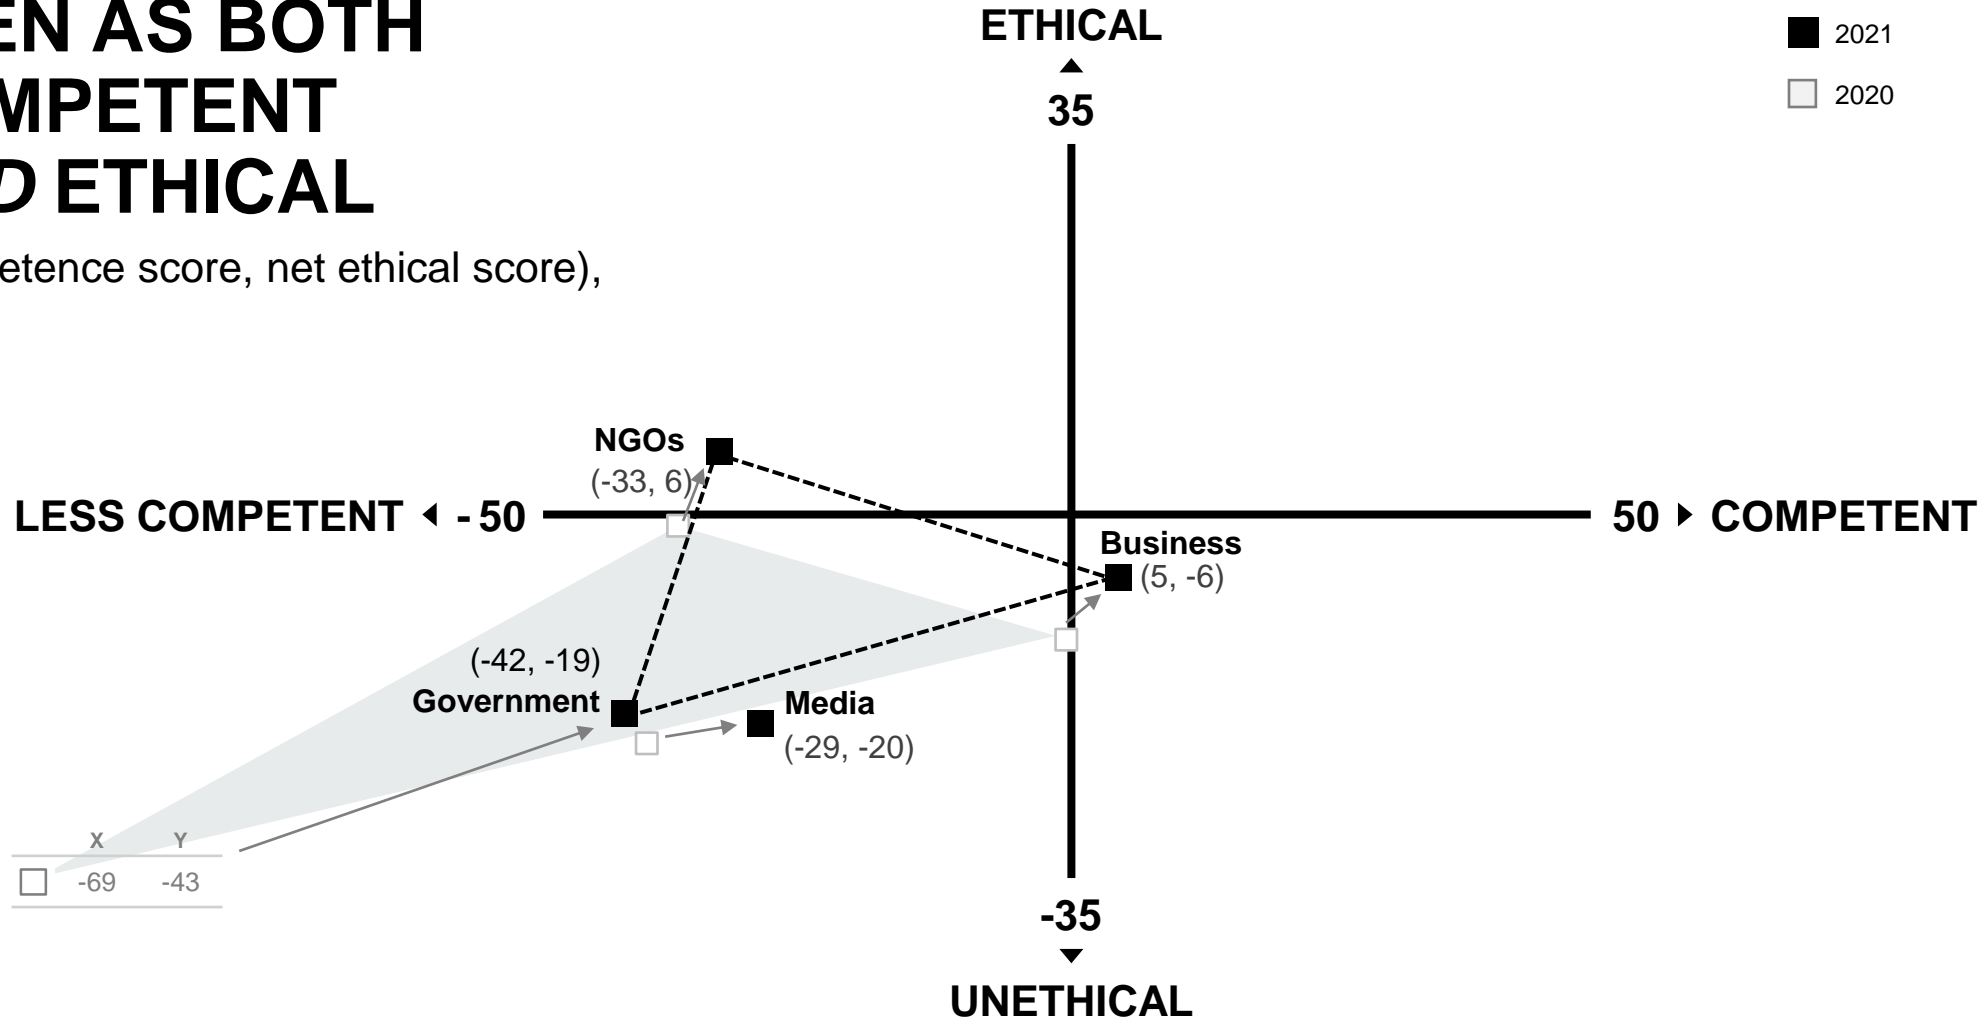 EN AS BOTH
MPETENT
D ETHICAL
etence score, net ethical score),
ETHICAL
35
2021
2020
NGOs
(-33, 6)
LESS COMPETENT - 50
50 COMPETENT
Business
(5, -6)
(-42, -19)
Government
Media
(-29, -20)
X Y
-69 -43
-35
UNETHICAL